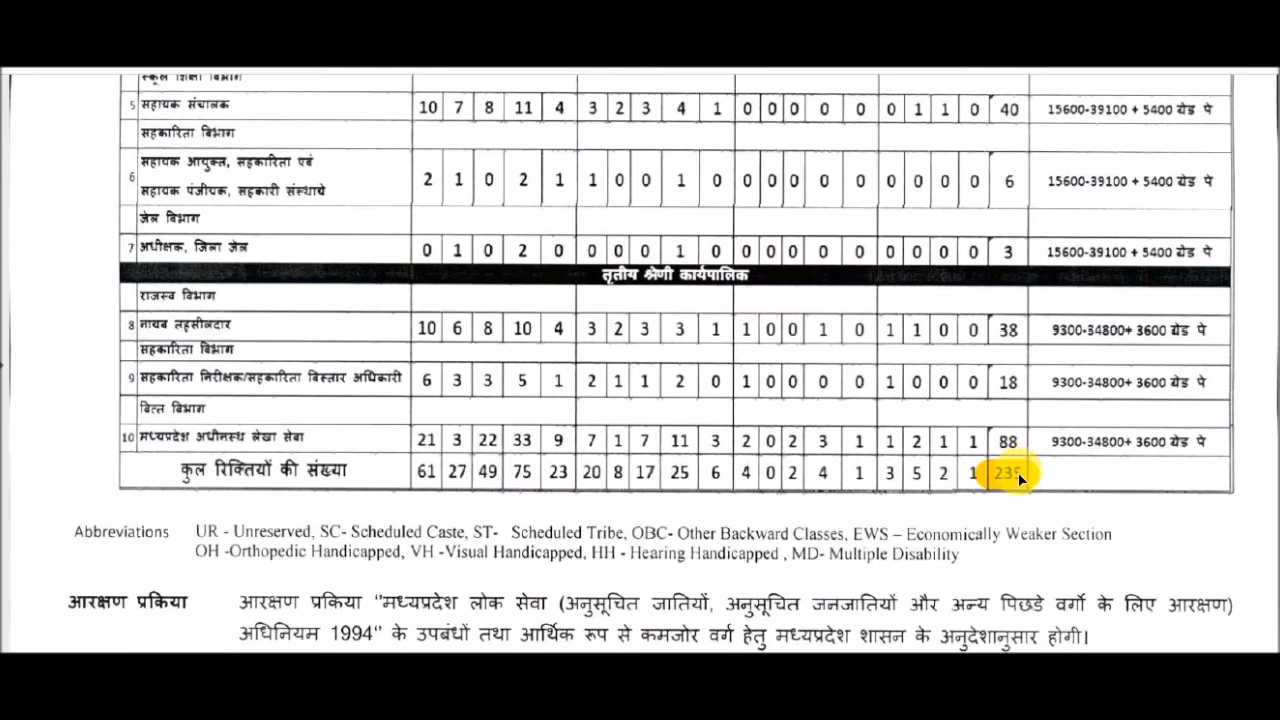 स्कूल शिक्षा विभाग
5 सहायक संचालक 10 7 8 11 4 3 2 3 4 1 0 0 0 0 0 0 1 1 0 40 15600-39100 + 5400 ग्रेड पे
सहकारिता विभाग
6 सहायक आयुक्त, सहकारिता एवं
सहायक पंजीयक, सहकारी संस्थाये 2 1 0 2 1 1 0 0 1 0 0 0 0 0 0 0 0 0 0 6 15600-39100 + 5400 ग्रेड पे
जेल विभाग
7 अधीक्षक, जिला जेल 0 1 0 2 0 0 0 0 1 0 0 0 0 0 0 0 0 0 0 3 15600-39100 + 5400 ग्रेड पे
तृतीय श्रेणी कार्यपालिक
राजस्व विभाग
8 नायब तहसीलदार 10 6 8 10 4 3 2 3 3 1 1 0 0 1 0 1 1 0 0 38 9300-34800+ 3600 ग्रेड पे
सहकारिता विभाग
9 सहकारिता निरीक्षक/सहकारिता विस्तार अधिकारी 6 3 3 5 1 2 1 1 2 0 1 0 0 0 0 1 0 0 0 18 9300-34800+ 3600 ग्रेड पे
वित्त विभाग
10 मध्यप्रदेश अधीनस्थ लेखा सेवा 21 3 22 33 9 7 1 7 11 3 2 0 2 3 1 1 2 1 1 88 9300-34800+ 3600 ग्रेड पे
कुल रिक्तियों की संख्या 61 27 49 75 23 20 8 17 25 6 4 0 2 4 1 3 5 2 1 235
Abbreviations UR - Unreserved, SC- Scheduled Caste, ST- Scheduled Tribe, OBC- Other Backward Classes, EWS – Economically Weaker Section
OH -Orthopedic Handicapped, VH -Visual Handicapped, HH - Hearing Handicapped , MD- Multiple Disability
आरक्षण प्रकिया आरक्षण प्रकिया "मध्यप्रदेश लोक सेवा (अनुसूचित जातियों, अनुसूचित जनजातियों और अन्य पिछडे वर्गो के लिए आरक्षण)
अधिनियम 1994" के उपबंधों तथा आर्थिक रूप से कमजोर वर्ग हेतु मध्यप्रदेश शासन के अनुदेशानुसार होगी।